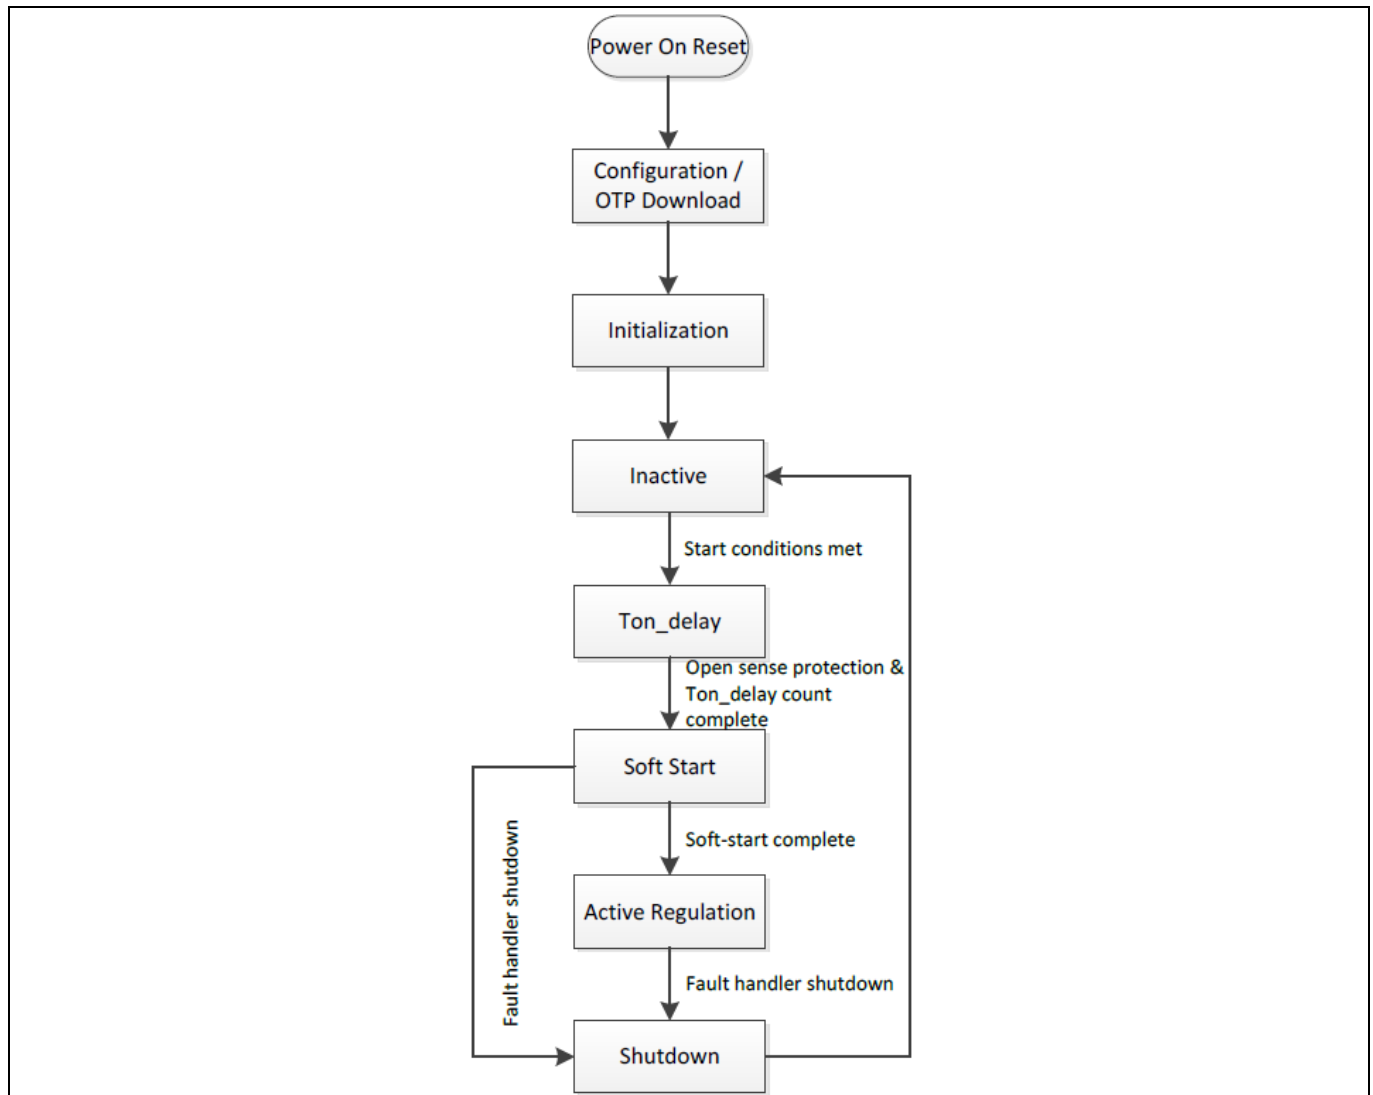 Power On Reset
Configuration /
OTP Download
Initialization
Inactive
Start conditions met
Ton_delay
Open sense protection &
Ton_delay count
complete
Soft Start
Fault handler shutdown
Soft-start complete
Active Regulation
Fault handler shutdown
Shutdown